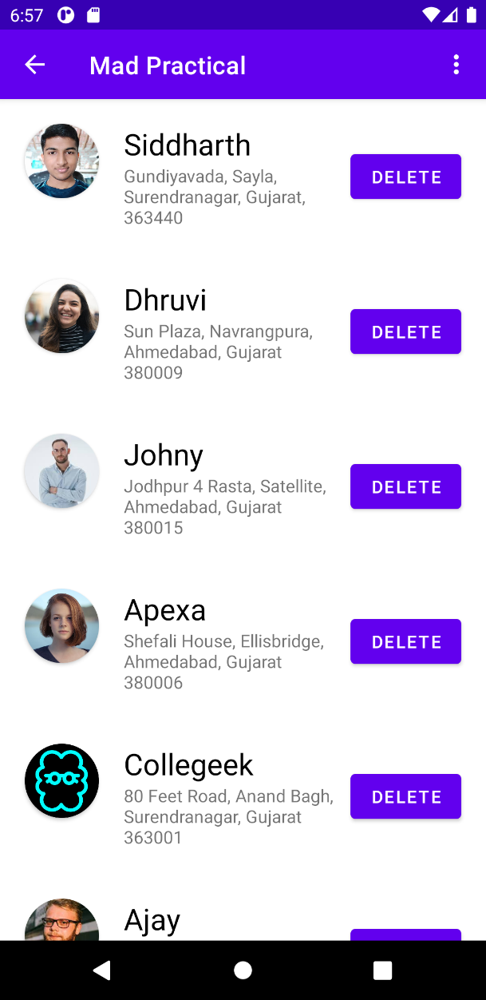 6:57
Mad Practical
Siddharth
Gundiyavada, Sayla,
Surendranagar, Gujarat,
363440
DELETE
Dhruvi
Sun Plaza, Navrangpura,
Ahmedabad, Gujarat
380009
DELETE
Johny
Jodhpur 4 Rasta, Satellite,
Ahmedabad, Gujarat
380015
DELETE
Apexa
Shefali House, Ellisbridge,
Ahmedabad, Gujarat
380006
DELETE
Collegeek
80 Feet Road, Anand Bagh,
Surendranagar, Gujarat
363001
DELETE
Ajay